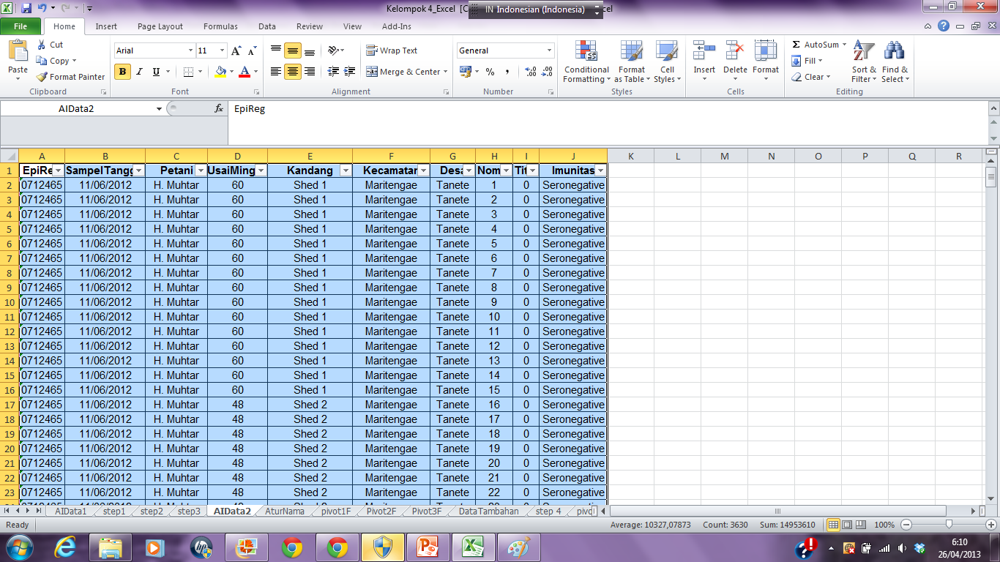 Kelompok 4_Excel [C
IN Indonesian (Indonesia)
cel
File Home Insert Page Layout Formulas Data Review View Add-Ins
Paste Cut Copy Format Painter Clipboard
Arial 11 A A B I U A Font
Wrap Text Merge & Center Alignment
General % , Number
Conditional Formatting Format as Table Cell Styles Styles
Insert Delete Format Cells
Σ AutoSum Fill Clear Sort & Filter Find & Select Editing
AIData2 fx EpiReg
A B C D E F G H I J K L M N O P Q R
1 EpiRe SampelTangg Petani UsaiMing Kandang Kecamatan Desa Nom Tit Imunitas
2 0712465 11/06/2012 H. Muhtar 60 Shed 1 Maritengae Tanete 1 0 Seronegative
3 0712465 11/06/2012 H. Muhtar 60 Shed 1 Maritengae Tanete 2 0 Seronegative
4 0712465 11/06/2012 H. Muhtar 60 Shed 1 Maritengae Tanete 3 0 Seronegative
5 0712465 11/06/2012 H. Muhtar 60 Shed 1 Maritengae Tanete 4 0 Seronegative
6 0712465 11/06/2012 H. Muhtar 60 Shed 1 Maritengae Tanete 5 0 Seronegative
7 0712465 11/06/2012 H. Muhtar 60 Shed 1 Maritengae Tanete 6 0 Seronegative
8 0712465 11/06/2012 H. Muhtar 60 Shed 1 Maritengae Tanete 7 0 Seronegative
9 0712465 11/06/2012 H. Muhtar 60 Shed 1 Maritengae Tanete 8 0 Seronegative
10 0712465 11/06/2012 H. Muhtar 60 Shed 1 Maritengae Tanete 9 0 Seronegative
11 0712465 11/06/2012 H. Muhtar 60 Shed 1 Maritengae Tanete 10 0 Seronegative
12 0712465 11/06/2012 H. Muhtar 60 Shed 1 Maritengae Tanete 11 0 Seronegative
13 0712465 11/06/2012 H. Muhtar 60 Shed 1 Maritengae Tanete 12 0 Seronegative
14 0712465 11/06/2012 H. Muhtar 60 Shed 1 Maritengae Tanete 13 0 Seronegative
15 0712465 11/06/2012 H. Muhtar 60 Shed 1 Maritengae Tanete 14 0 Seronegative
16 0712465 11/06/2012 H. Muhtar 60 Shed 1 Maritengae Tanete 15 0 Seronegative
17 0712465 11/06/2012 H. Muhtar 48 Shed 2 Maritengae Tanete 16 0 Seronegative
18 0712465 11/06/2012 H. Muhtar 48 Shed 2 Maritengae Tanete 17 0 Seronegative
19 0712465 11/06/2012 H. Muhtar 48 Shed 2 Maritengae Tanete 18 0 Seronegative
20 0712465 11/06/2012 H. Muhtar 48 Shed 2 Maritengae Tanete 19 0 Seronegative
21 0712465 11/06/2012 H. Muhtar 48 Shed 2 Maritengae Tanete 20 0 Seronegative
22 0712465 11/06/2012 H. Muhtar 48 Shed 2 Maritengae Tanete 21 0 Seronegative
23 0712465 11/06/2012 H. Muhtar 48 Shed 2 Maritengae Tanete 22 0 Seronegative
AIData1 step1 step2 step3 AIData2 AturNama pivot1F Pivot2F Pivot3F DataTambahan step 4 pivo
Ready Average: 10327,07873 Count: 3630 Sum: 14953610 100%
6:10
26/04/2013